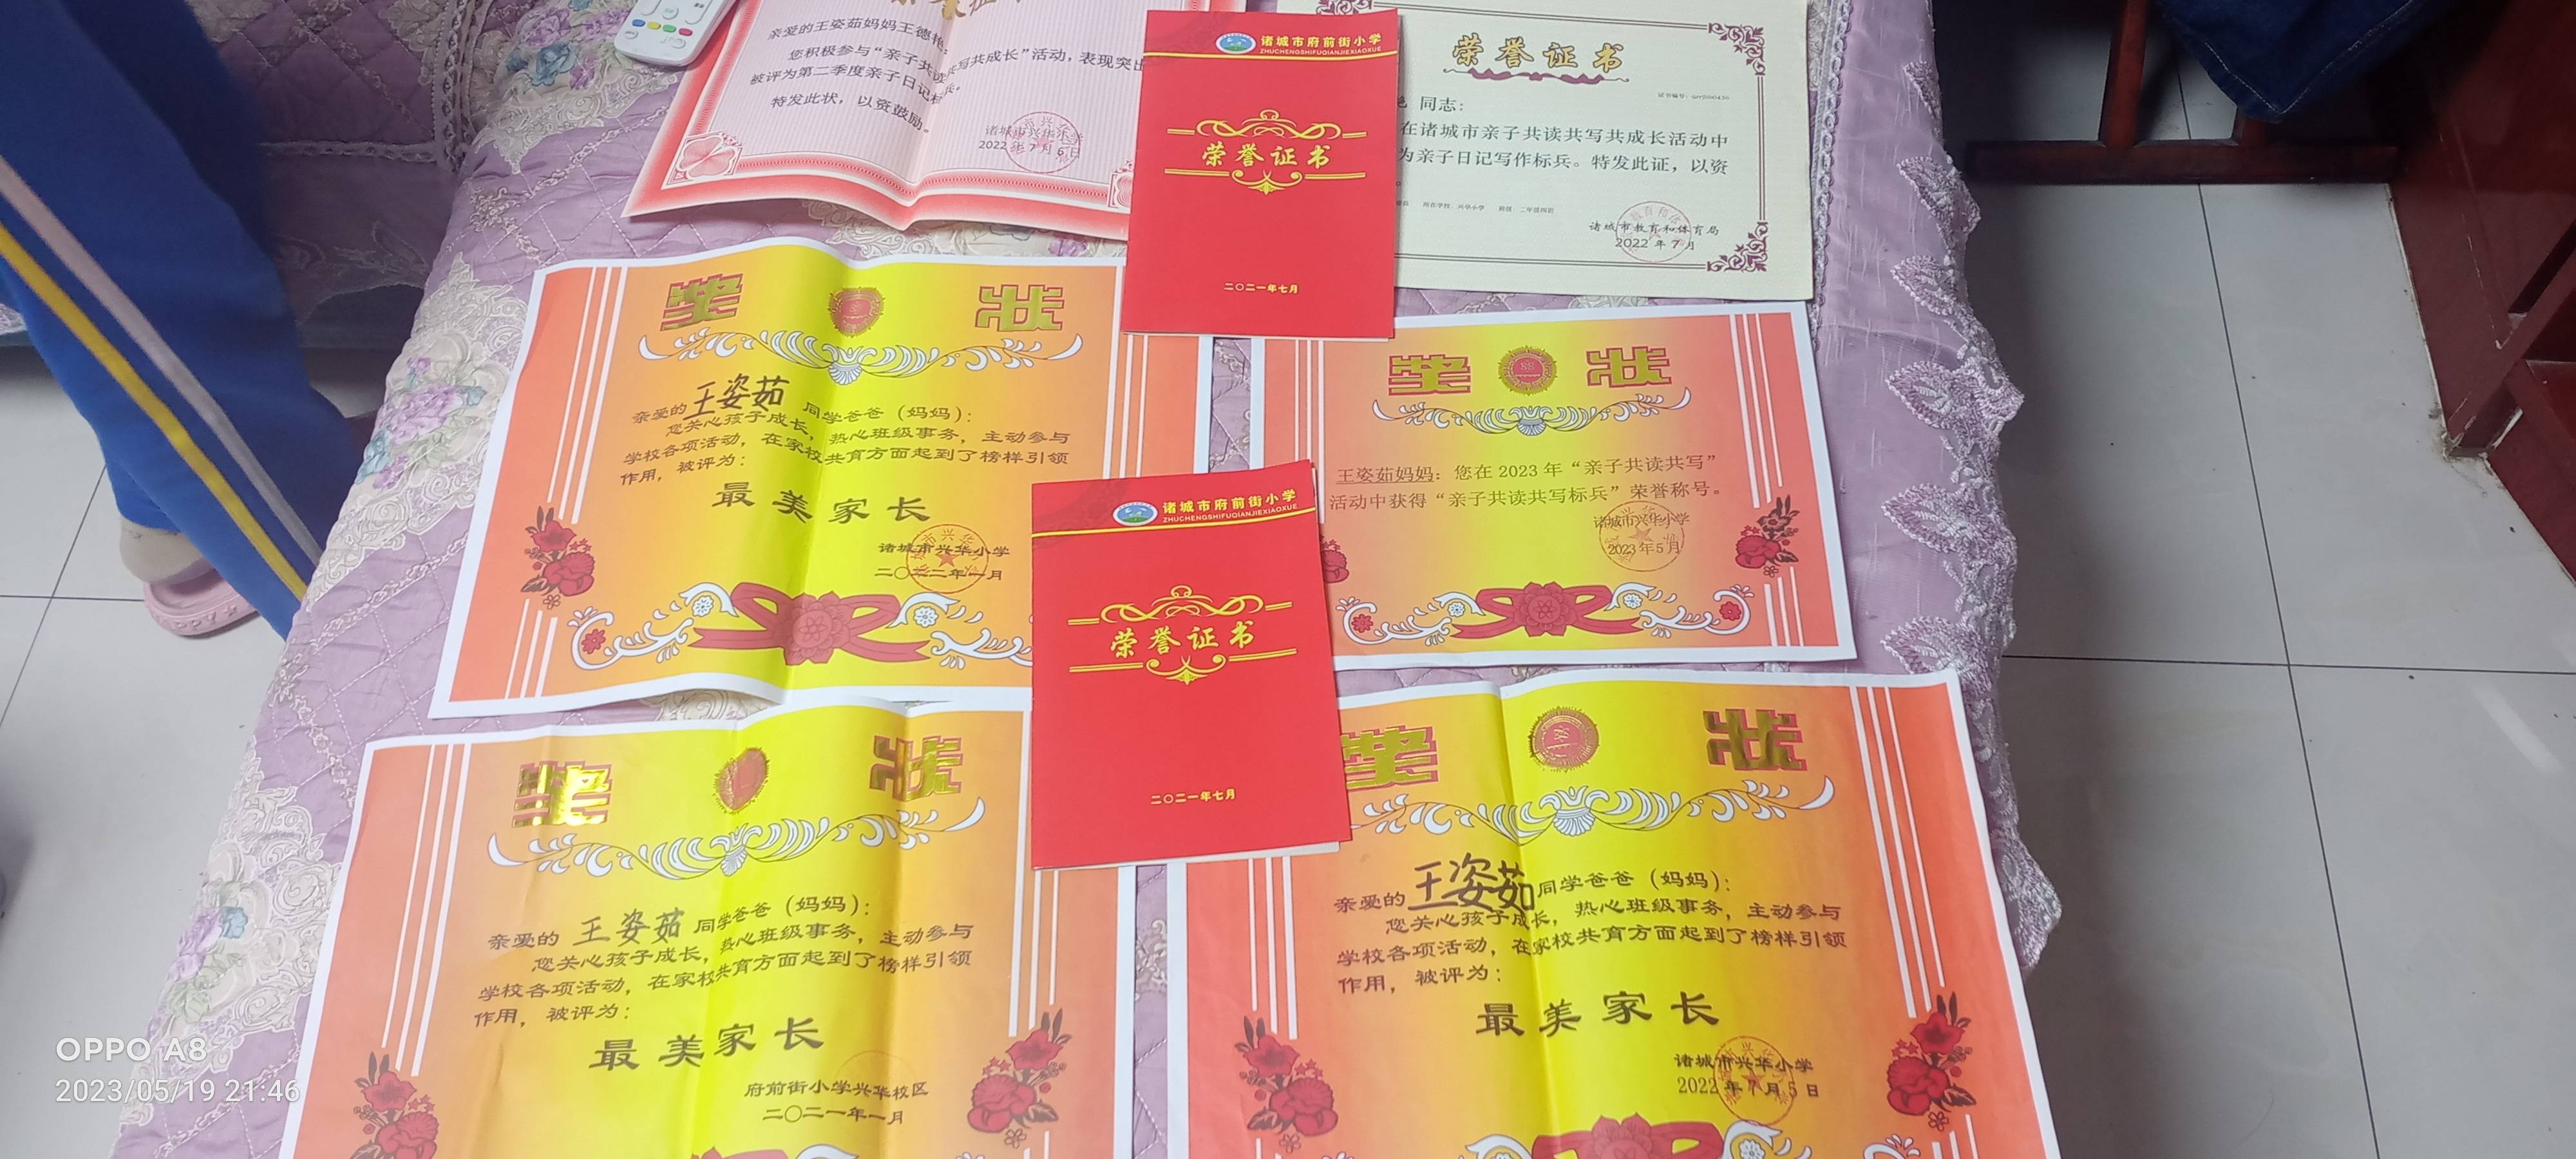 亲爱的王姿茹妈妈王德艳:
您积极参与“亲子共读共写共成长”活动，表现突出
被评为第二季度亲子日记标兵。
特发此状，以资鼓励。
诸城市兴华小学
2022年7月6日
诸城市府前街小学
ZHUCHENGSHIFUQIANJIEXIAOXUE
荣誉证书
二〇二一年七月
荣誉证书
艳 同志:
在诸城市亲子共读共写共成长活动中
为亲子日记写作标兵。特发此证，以资
所在学校：兴华小学 班级：二年级四班
诸城市教育和体育局
2022年7月
奖状
亲爱的王姿茹同学爸爸（妈妈）:
您关心孩子成长，热心班级事务，主动参与
学校各项活动，在家校共育方面起到了榜样引领
作用，被评为:
最美家长
诸城市兴华小学
二〇二二年一月
奖状
王姿茹妈妈: 您在2023年“亲子共读共写”
活动中获得“亲子共读共写标兵”荣誉称号。
诸城市兴华小学
2023年5月
诸城市府前街小学
ZHUCHENGSHIFUQIANJIEXIAOXUE
荣誉证书
二〇二一年七月
奖状
亲爱的 王姿茹 同学爸爸（妈妈）:
您关心孩子成长，热心班级事务，主动参与
学校各项活动，在家校共育方面起到了榜样引领
作用，被评为:
最美家长
府前街小学兴华校区
二〇二一年一月
奖状
亲爱的王姿茹同学爸爸（妈妈）:
您关心孩子成长，热心班级事务，主动参与
学校各项活动，在家校共育方面起到了榜样引领
作用，被评为:
最美家长
诸城市兴华小学
2022年7月5日
OPPO A8
2023/05/19 21:46